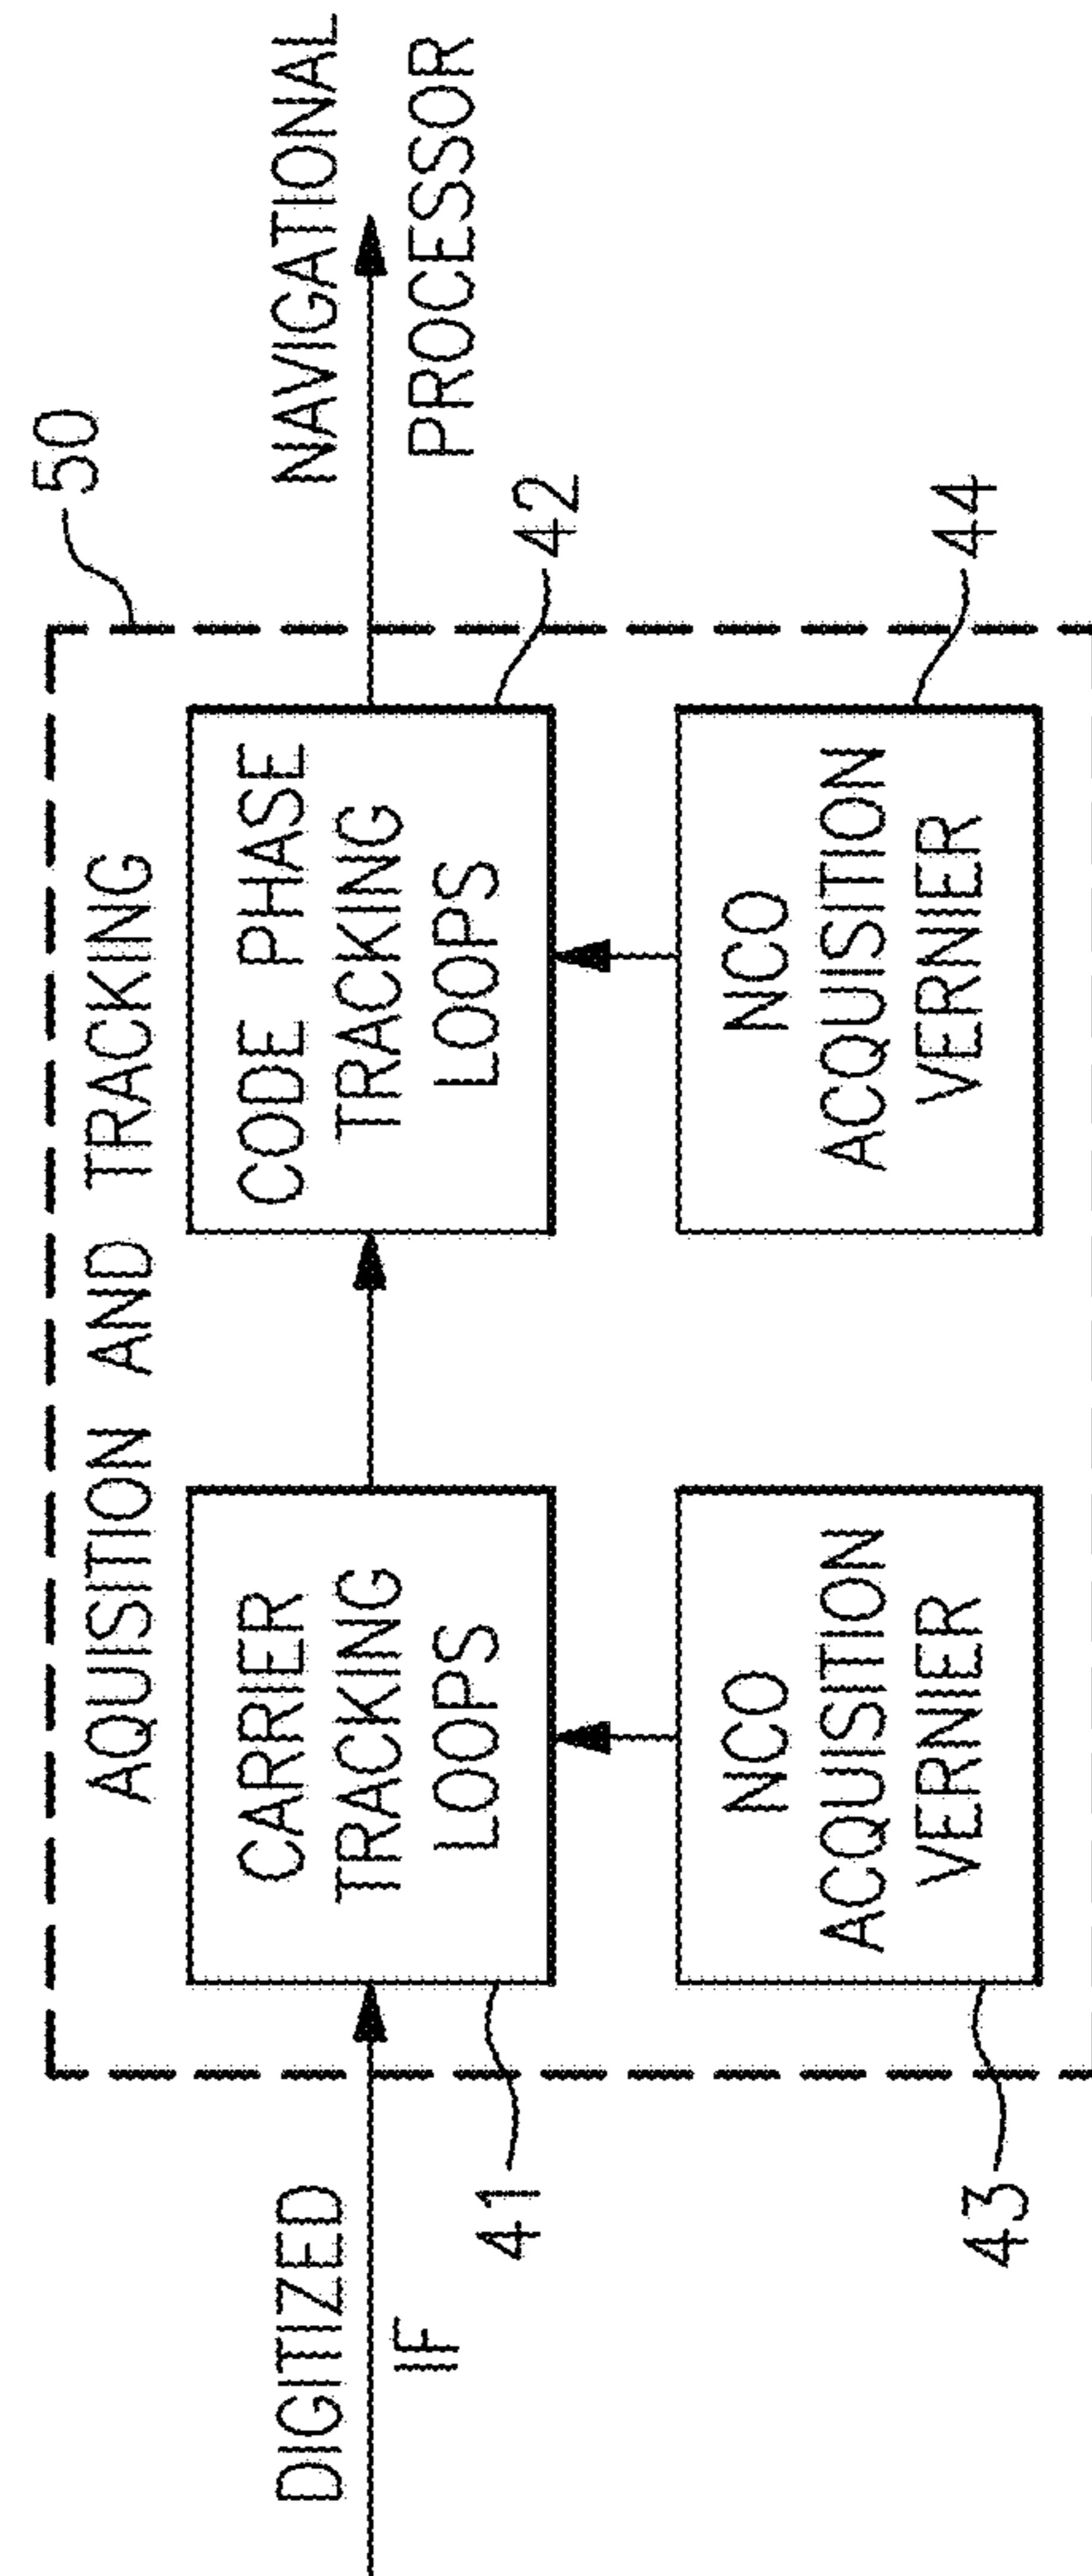 50
AQUISITION AND TRACKING
DIGITIZED
IF
CARRIER
TRACKING
LOOPS
41
CODE PHASE
TRACKING
LOOPS
42
NAVIGATIONAL
PROCESSOR
NCO
ACQUISITION
VERNIER
43
NCO
ACQUISITION
VERNIER
44